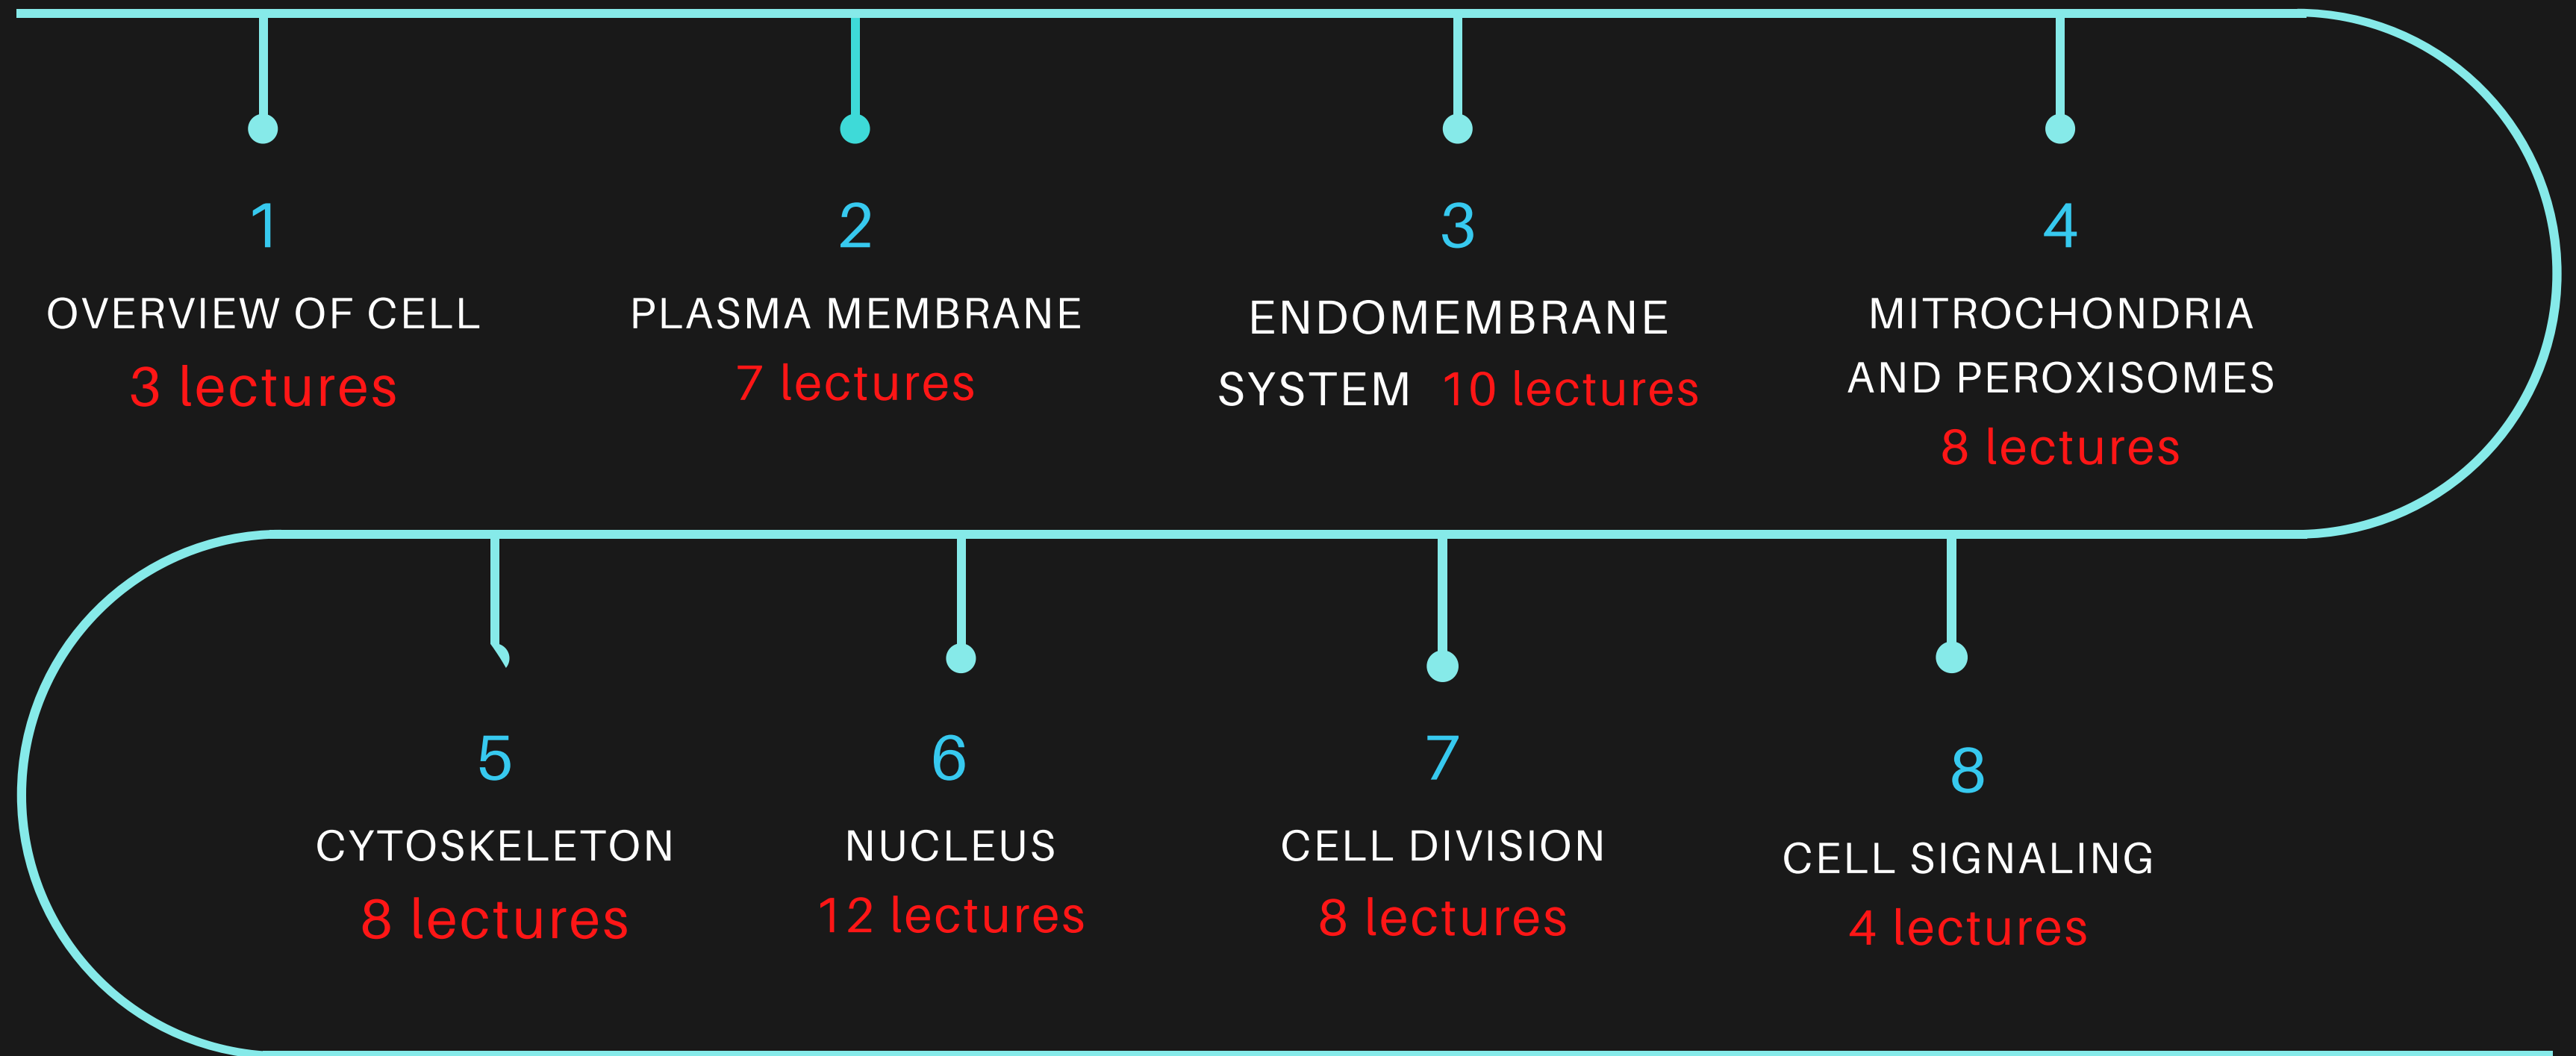 1
OVERVIEW OF CELL
3 lectures
2
PLASMA MEMBRANE
7 lectures
3
ENDOMEMBRANE
SYSTEM 10 lectures
4
MITROCHONDRIA
AND PEROXISOMES
8 lectures
5
CYTOSKELETON
8 lectures
6
NUCLEUS
12 lectures
7
CELL DIVISION
8 lectures
8
CELL SIGNALING
4 lectures